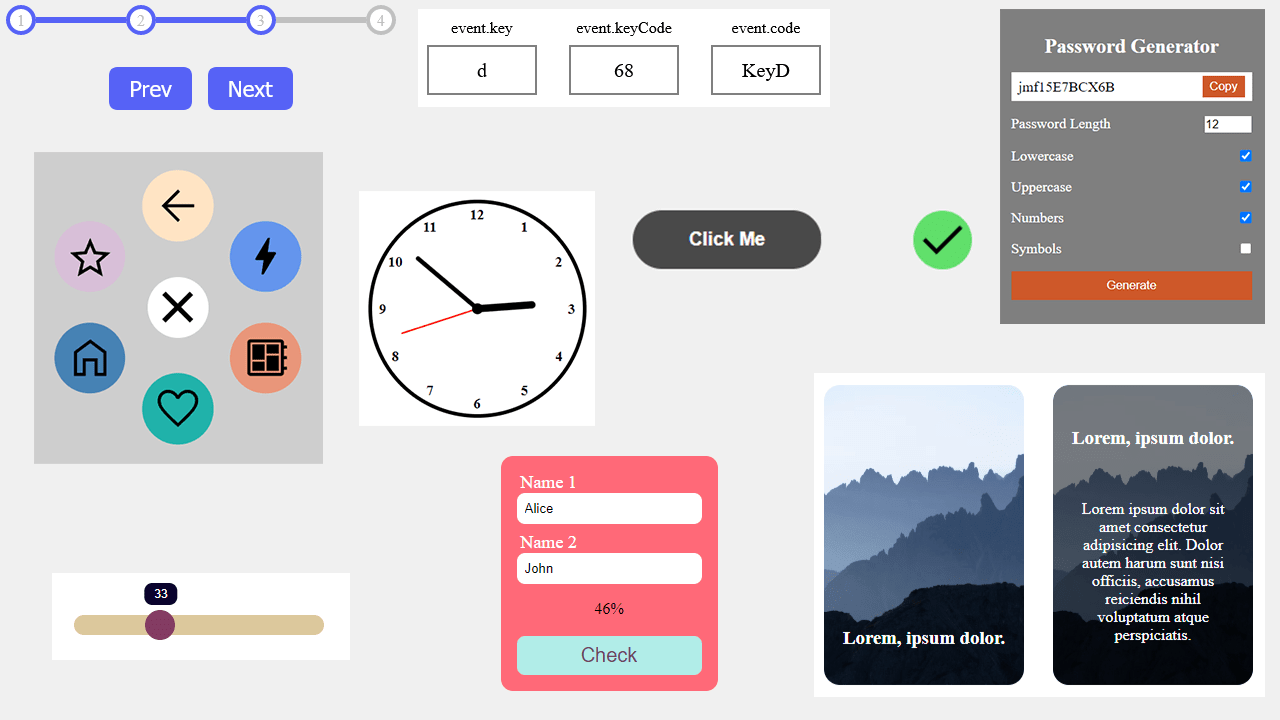 1 2 3 4
Prev Next
event.key event.keyCode event.code
d 68 KeyD
Password Generator
jmf15E7BCX6B Copy
Password Length 12
Lowercase
Uppercase
Numbers
Symbols
Generate
12
11 1
10 2
9 3
8 4
7 5
6
Click Me
Name 1
Alice
Name 2
John
46%
Check
33
Lorem, ipsum dolor.
Lorem, ipsum dolor.
Lorem ipsum dolor sit
amet consectetur
adipisicing elit. Dolor
autem harum sunt nisi
officiis, accusamus
reiciendis nihil
voluptatum atque
perspiciatis.